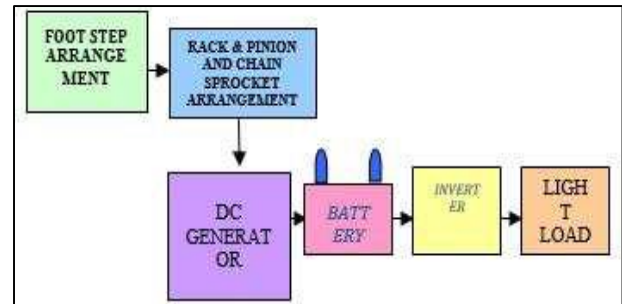 FOOT STEP
ARRANGE
MENT
RACK & PINION
AND CHAIN
SPROCKET
ARRANGEMENT
DC
GENERAT
OR
BATT
ERY
INVERT
ER
LIGH
T
LOAD